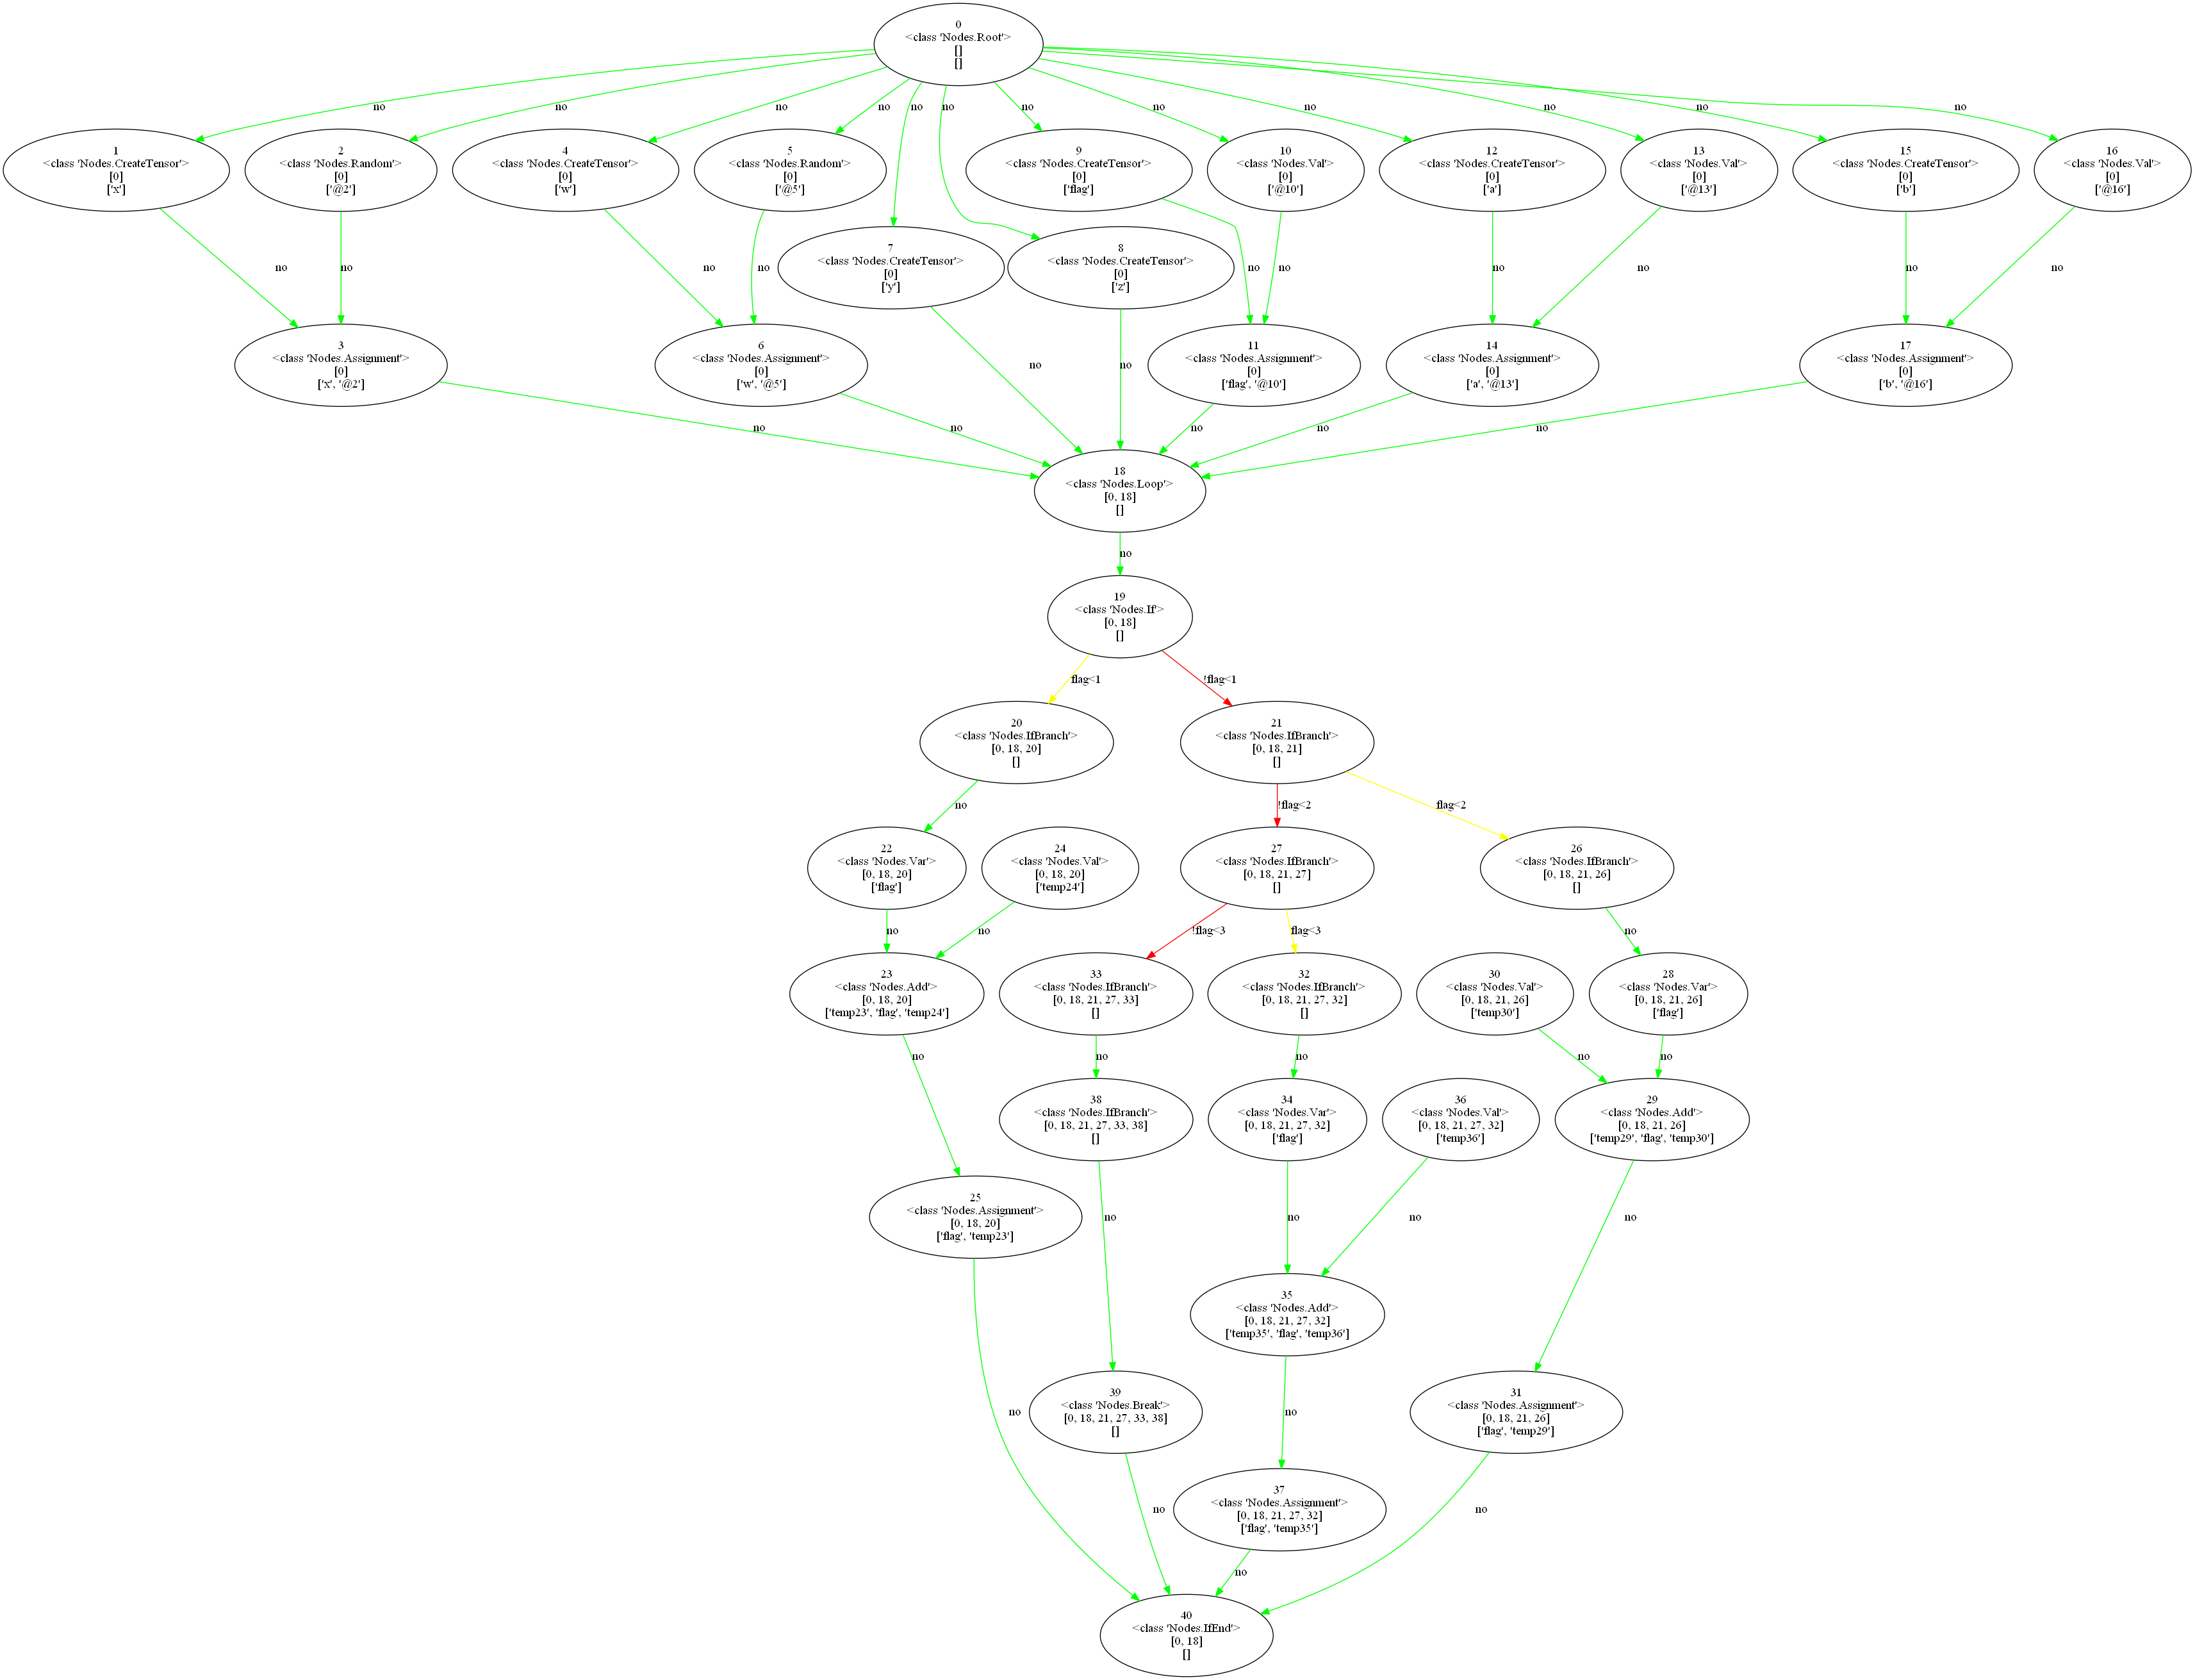 0
<class 'Nodes.Root'>
[]
[]
no
no
no
no
no
no
no
no
no
no
no
no
1
<class 'Nodes.CreateTensor'>
[0]
['x']
2
<class 'Nodes.Random'>
[0]
['@2']
4
<class 'Nodes.CreateTensor'>
[0]
['w']
5
<class 'Nodes.Random'>
[0]
['@5']
9
<class 'Nodes.CreateTensor'>
[0]
['flag']
10
<class 'Nodes.Val'>
[0]
['@10']
12
<class 'Nodes.CreateTensor'>
[0]
['a']
13
<class 'Nodes.Val'>
[0]
['@13']
15
<class 'Nodes.CreateTensor'>
[0]
['b']
16
<class 'Nodes.Val'>
[0]
['@16']
7
<class 'Nodes.CreateTensor'>
[0]
['y']
8
<class 'Nodes.CreateTensor'>
[0]
['z']
no
no
no
no
no
no
no
no
no
no
3
<class 'Nodes.Assignment'>
[0]
['x', '@2']
6
<class 'Nodes.Assignment'>
[0]
['w', '@5']
no
no
11
<class 'Nodes.Assignment'>
[0]
['flag', '@10']
14
<class 'Nodes.Assignment'>
[0]
['a', '@13']
17
<class 'Nodes.Assignment'>
[0]
['b', '@16']
no
no
no
no
no
18
<class 'Nodes.Loop'>
[0, 18]
[]
no
19
<class 'Nodes.If'>
[0, 18]
[]
flag<1
!flag<1
20
<class 'Nodes.IfBranch'>
[0, 18, 20]
[]
21
<class 'Nodes.IfBranch'>
[0, 18, 21]
[]
no
!flag<2
flag<2
22
<class 'Nodes.Var'>
[0, 18, 20]
['flag']
24
<class 'Nodes.Val'>
[0, 18, 20]
['temp24']
27
<class 'Nodes.IfBranch'>
[0, 18, 21, 27]
[]
26
<class 'Nodes.IfBranch'>
[0, 18, 21, 26]
[]
no
no
!flag<3
flag<3
no
23
<class 'Nodes.Add'>
[0, 18, 20]
['temp23', 'flag', 'temp24']
33
<class 'Nodes.IfBranch'>
[0, 18, 21, 27, 33]
[]
32
<class 'Nodes.IfBranch'>
[0, 18, 21, 27, 32]
[]
30
<class 'Nodes.Val'>
[0, 18, 21, 26]
['temp30']
28
<class 'Nodes.Var'>
[0, 18, 21, 26]
['flag']
no
no
no
no
no
38
<class 'Nodes.IfBranch'>
[0, 18, 21, 27, 33, 38]
[]
34
<class 'Nodes.Var'>
[0, 18, 21, 27, 32]
['flag']
36
<class 'Nodes.Val'>
[0, 18, 21, 27, 32]
['temp36']
29
<class 'Nodes.Add'>
[0, 18, 21, 26]
['temp29', 'flag', 'temp30']
25
<class 'Nodes.Assignment'>
[0, 18, 20]
['flag', 'temp23']
no
no
no
no
35
<class 'Nodes.Add'>
[0, 18, 21, 27, 32]
['temp35', 'flag', 'temp36']
no
39
<class 'Nodes.Break'>
[0, 18, 21, 27, 33, 38]
[]
no
31
<class 'Nodes.Assignment'>
[0, 18, 21, 26]
['flag', 'temp29']
no
37
<class 'Nodes.Assignment'>
[0, 18, 21, 27, 32]
['flag', 'temp35']
no
no
40
<class 'Nodes.IfEnd'>
[0, 18]
[]